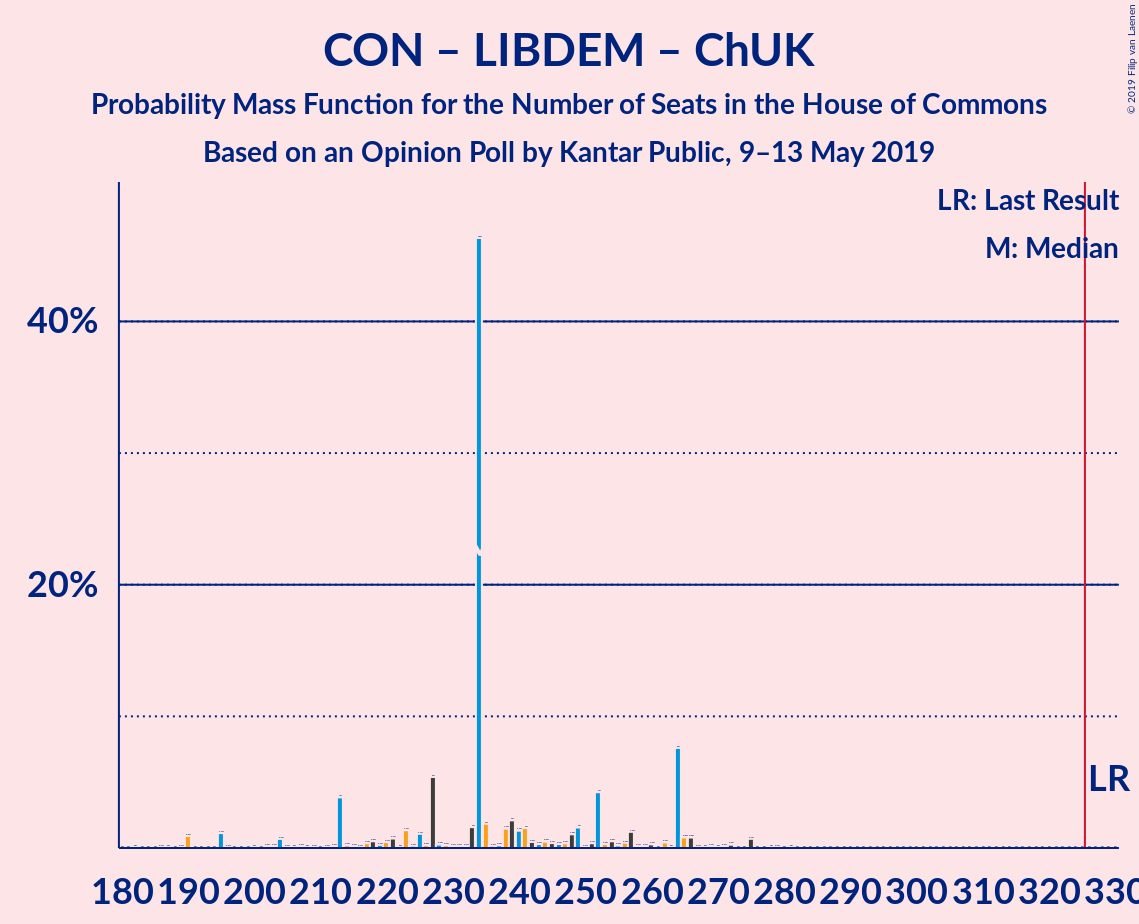 CON – LIBDEM – ChUK
Probability Mass Function for the Number of Seats in the House of Commons
Based on an Opinion Poll by Kantar Public, 9–13 May 2019
© 2019 Filip van Laenen
LR: Last Result
M: Median
40%
20%
LR
180 190 200 210 220 230 240 250 260 270 280 290 300 310 320 330